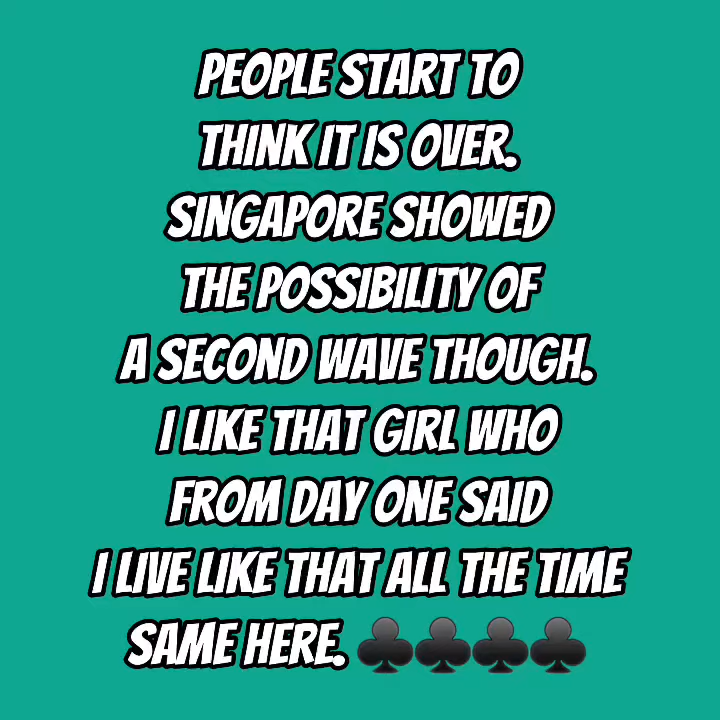 PEOPLE START TO
THINK IT IS OVER.
SINGAPORE SHOWED
THE POSSIBILITY OF
A SECOND WAVE THOUGH.
I LIKE THAT GIRL WHO
FROM DAY ONE SAID
I LIVE LIKE THAT ALL THE TIME
SAME HERE. ♣♣♣♣